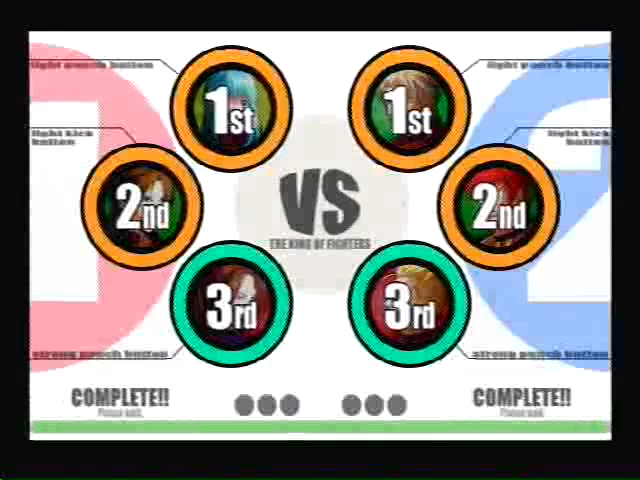 light punch button
light punch button
1st
1st
light kick
button
light kick
button
2nd
2nd
VS
THE KING OF FIGHTERS
3rd
3rd
strong punch button
strong punch button
COMPLETE!!
COMPLETE!!
Please wait.
Please wait.